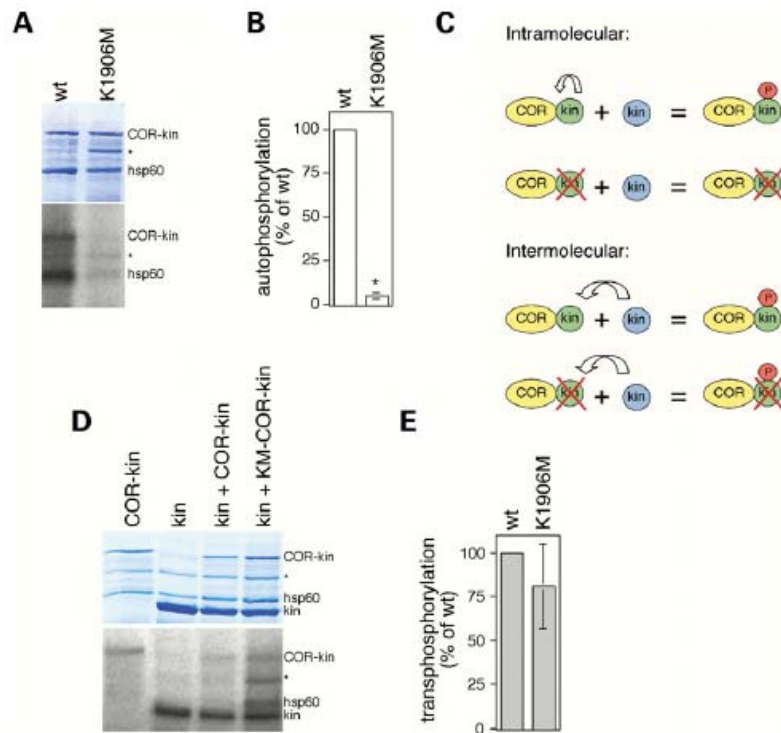 A
wt
K1906M
COR-kin
*
hsp60
COR-kin
*
hsp60
B
wt
K1906M
autophosphorylation
(% of wt)
100
75
50
25
0
*
C
Intramolecular:
COR kin + kin = COR kin P
COR kin + kin = COR kin
Intermolecular:
COR kin + kin = COR kin P
COR kin + kin = COR kin P
D
COR-kin
kin
kin + COR-kin
kin + KM-COR-kin
COR-kin
*
hsp60
kin
COR-kin
*
hsp60
kin
E
wt
K1906M
transphosphorylation
(% of wt)
100
75
50
25
0